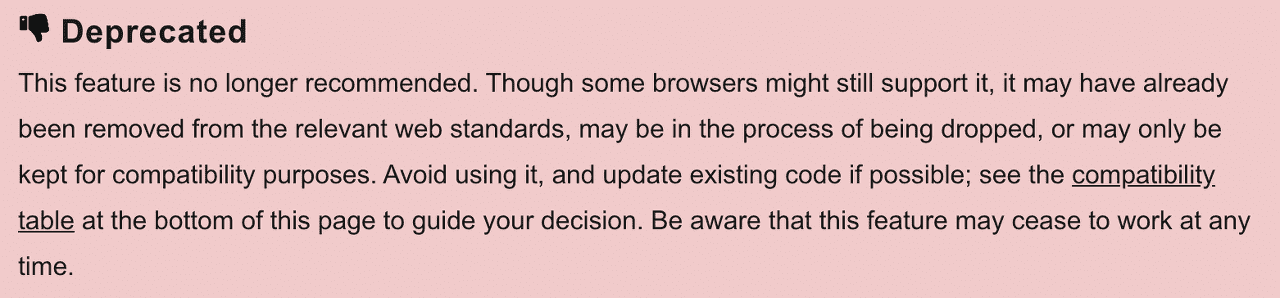 Deprecated
This feature is no longer recommended. Though some browsers might still support it, it may have already
been removed from the relevant web standards, may be in the process of being dropped, or may only be
kept for compatibility purposes. Avoid using it, and update existing code if possible; see the compatibility
table at the bottom of this page to guide your decision. Be aware that this feature may cease to work at any
time.